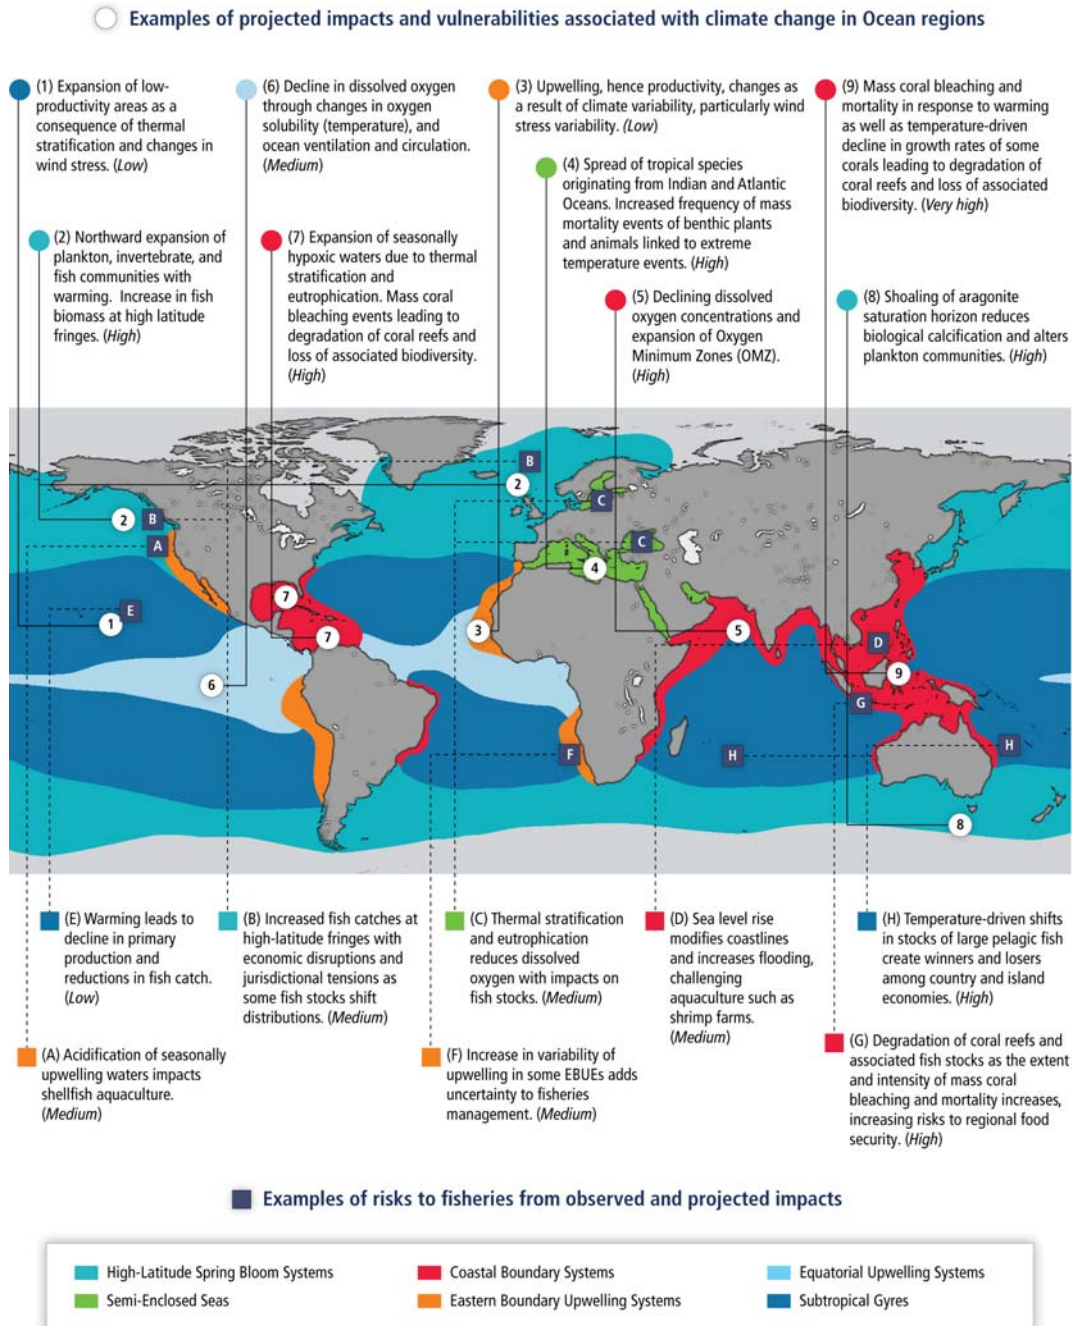 Examples of projected impacts and vulnerabilities associated with climate change in Ocean regions
(1) Expansion of low-
productivity areas as a
consequence of thermal
stratification and changes in
wind stress. (Low)
(6) Decline in dissolved oxygen
through changes in oxygen
solubility (temperature), and
ocean ventilation and circulation.
(Medium)
(3) Upwelling, hence productivity, changes as
a result of climate variability, particularly wind
stress variability. (Low)
(9) Mass coral bleaching and
mortality in response to warming
as well as temperature-driven
decline in growth rates of some
corals leading to degradation of
coral reefs and loss of associated
biodiversity. (Very high)
(4) Spread of tropical species
originating from Indian and Atlantic
Oceans. Increased frequency of mass
mortality events of benthic plants
and animals linked to extreme
temperature events. (High)
(2) Northward expansion of
plankton, invertebrate, and
fish communities with
warming. Increase in fish
biomass at high latitude
fringes. (High)
(7) Expansion of seasonally
hypoxic waters due to thermal
stratification and
eutrophication. Mass coral
bleaching events leading to
degradation of coral reefs and
loss of associated biodiversity.
(High)
(5) Declining dissolved
oxygen concentrations and
expansion of Oxygen
Minimum Zones (OMZ).
(High)
(8) Shoaling of aragonite
saturation horizon reduces
biological calcification and alters
plankton communities. (High)
B
2
C
2 B
A
C
4
7
E
1
3
7
5
D
9
6
G
H
F
H
8
(E) Warming leads to
decline in primary
production and
reductions in fish catch.
(Low)
(B) Increased fish catches at
high-latitude fringes with
economic disruptions and
jurisdictional tensions as
some fish stocks shift
distributions. (Medium)
(C) Thermal stratification
and eutrophication
reduces dissolved
oxygen with impacts on
fish stocks. (Medium)
(D) Sea level rise
modifies coastlines
and increases flooding,
challenging
aquaculture such as
shrimp farms.
(Medium)
(H) Temperature-driven shifts
in stocks of large pelagic fish
create winners and losers
among country and island
economies. (High)
(A) Acidification of seasonally
upwelling waters impacts
shellfish aquaculture.
(Medium)
(F) Increase in variability of
upwelling in some EBUEs adds
uncertainty to fisheries
management. (Medium)
(G) Degradation of coral reefs and
associated fish stocks as the extent
and intensity of mass coral
bleaching and mortality increases,
increasing risks to regional food
security. (High)
Examples of risks to fisheries from observed and projected impacts
High-Latitude Spring Bloom Systems
Coastal Boundary Systems
Equatorial Upwelling Systems
Semi-Enclosed Seas
Eastern Boundary Upwelling Systems
Subtropical Gyres